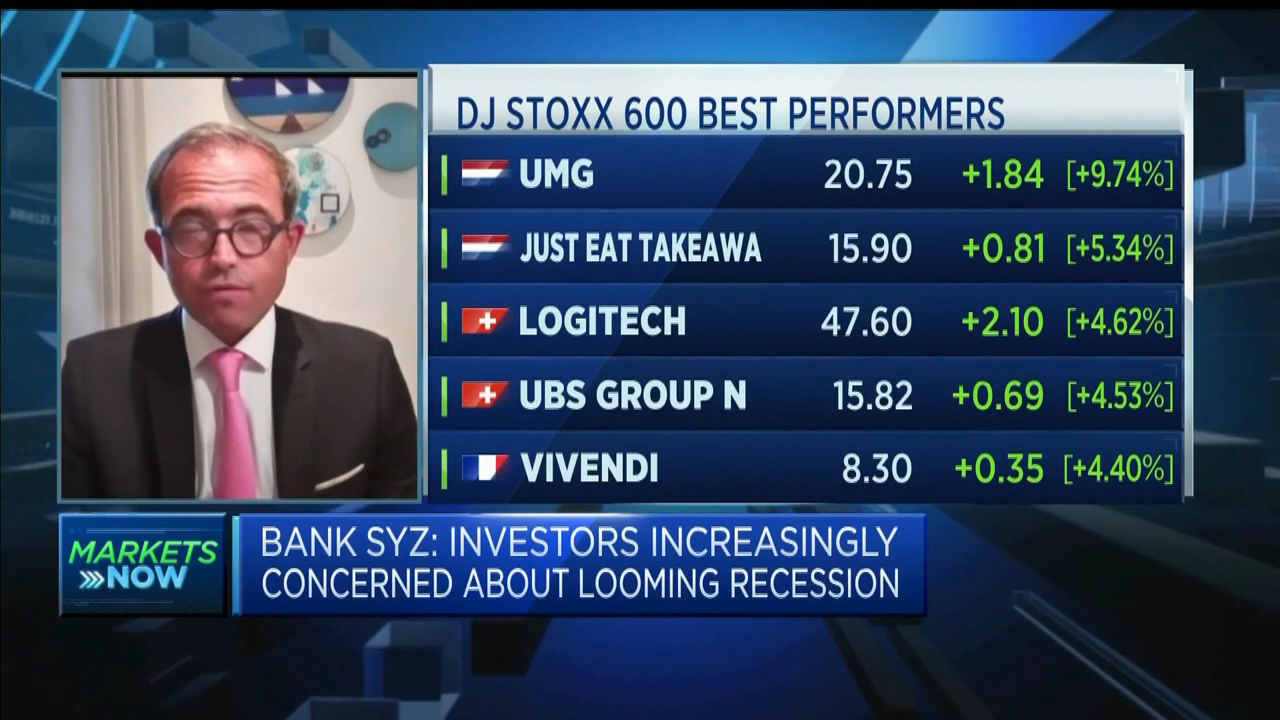 DJ STOXX 600 BEST PERFORMERS
UMG 20.75 +1.84 [+9.74%]
JUST EAT TAKEAWA 15.90 +0.81 [+5.34%]
LOGITECH 47.60 +2.10 [+4.62%]
UBS GROUP N 15.82 +0.69 [+4.53%]
VIVENDI 8.30 +0.35 [+4.40%]
MARKETS
NOW
BANK SYZ: INVESTORS INCREASINGLY
CONCERNED ABOUT LOOMING RECESSION